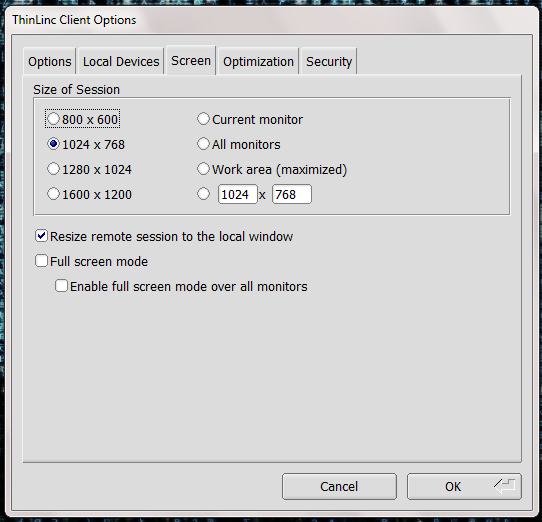 ThinLinc Client Options
Options Local Devices Screen Optimization Security
Size of Session
800 x 600 Current monitor
1024 x 768 All monitors
1280 x 1024 Work area (maximized)
1600 x 1200 1024 x 768
Resize remote session to the local window
Full screen mode
Enable full screen mode over all monitors
Cancel OK